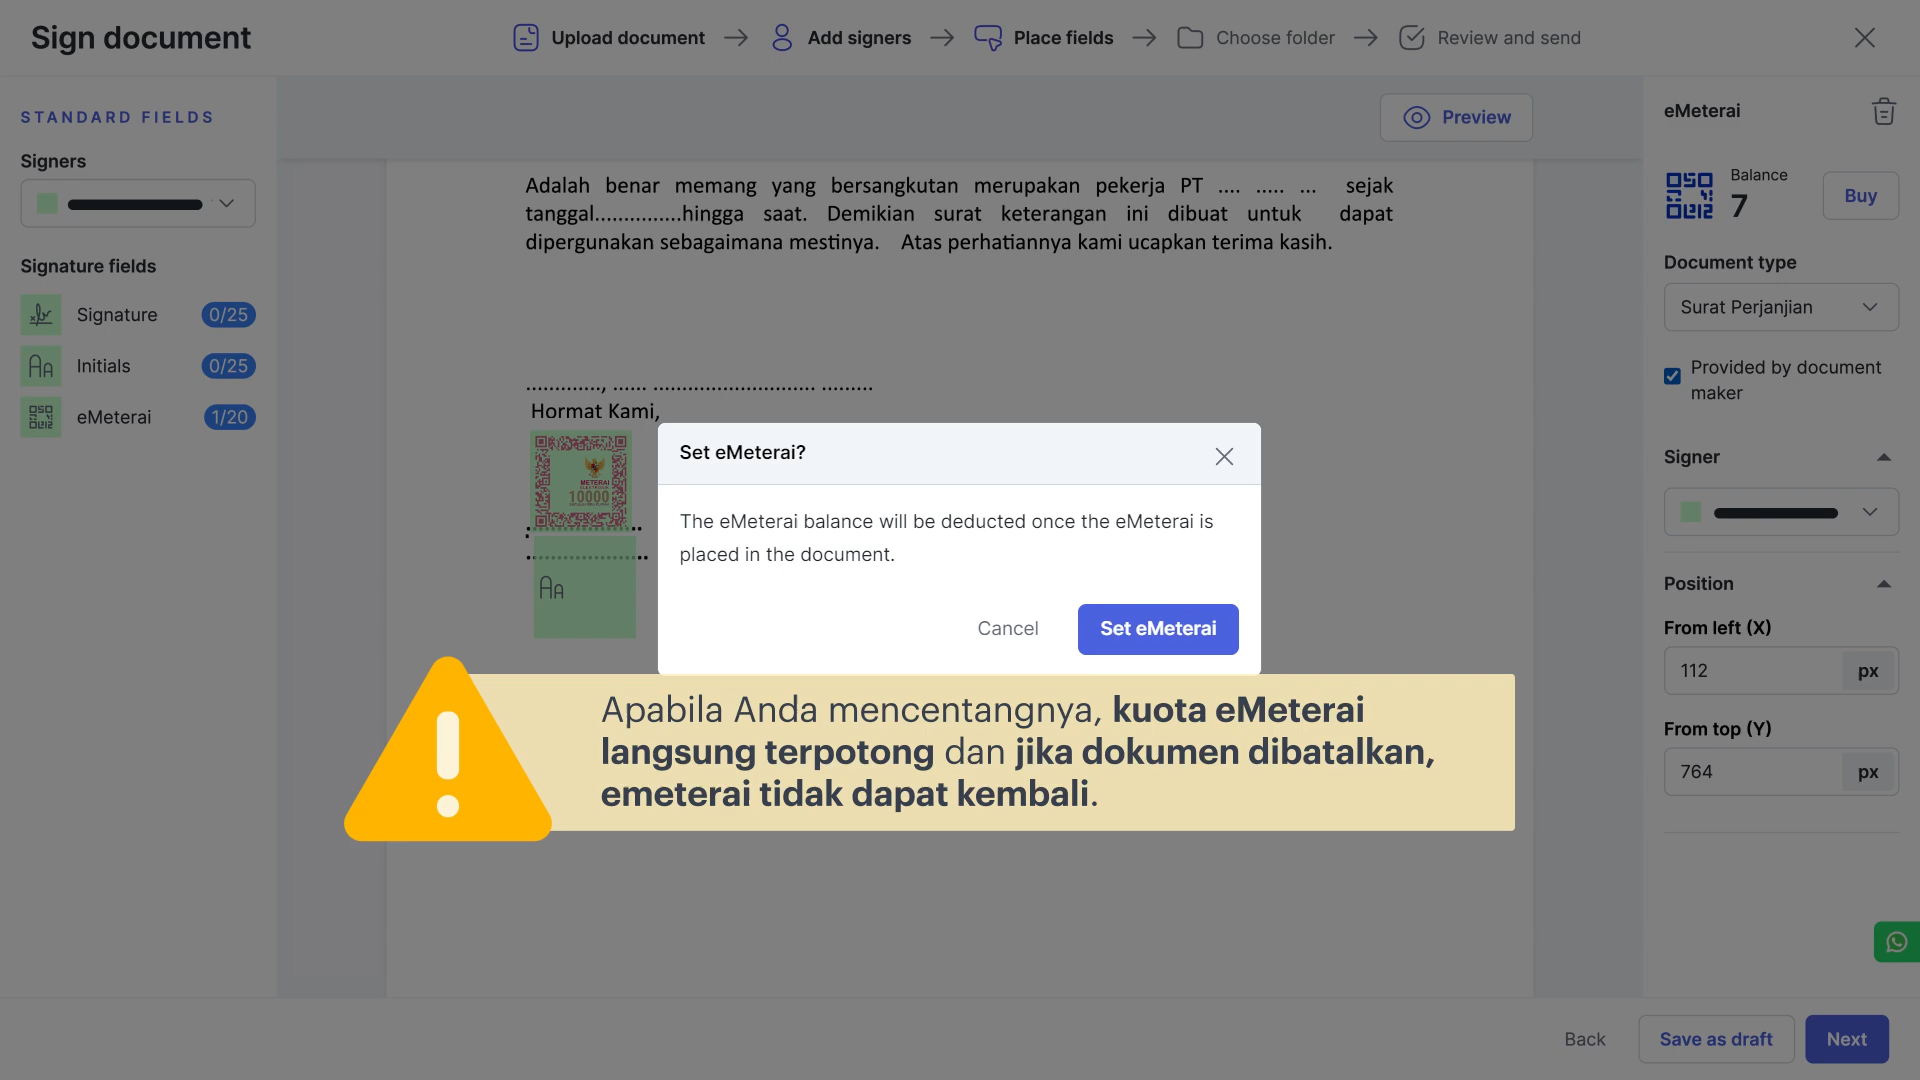 Sign document
Upload document
Add signers
Place fields
Choose folder
Review and send
STANDARD FIELDS
Signers
Signature fields
Signature 0/25
Initials 0/25
eMeterai 1/20
Preview
Adalah benar memang yang bersangkutan merupakan pekerja PT .... ..... ... sejak
tanggal...............hingga saat. Demikian surat keterangan ini dibuat untuk dapat
dipergunakan sebagaimana mestinya. Atas perhatiannya kami ucapkan terima kasih.
............., ...... ............................ .........
Hormat Kami,
METERAI
10000
AA
Set eMeterai?
The eMeterai balance will be deducted once the eMeterai is
placed in the document.
Cancel
Set eMeterai
Apabila Anda mencentangnya, kuota eMeterai
langsung terpotong dan jika dokumen dibatalkan,
emeterai tidak dapat kembali.
eMeterai
Balance
7
Buy
Document type
Surat Perjanjian
Provided by document
maker
Signer
Position
From left (X)
112 px
From top (Y)
764 px
Back
Save as draft
Next